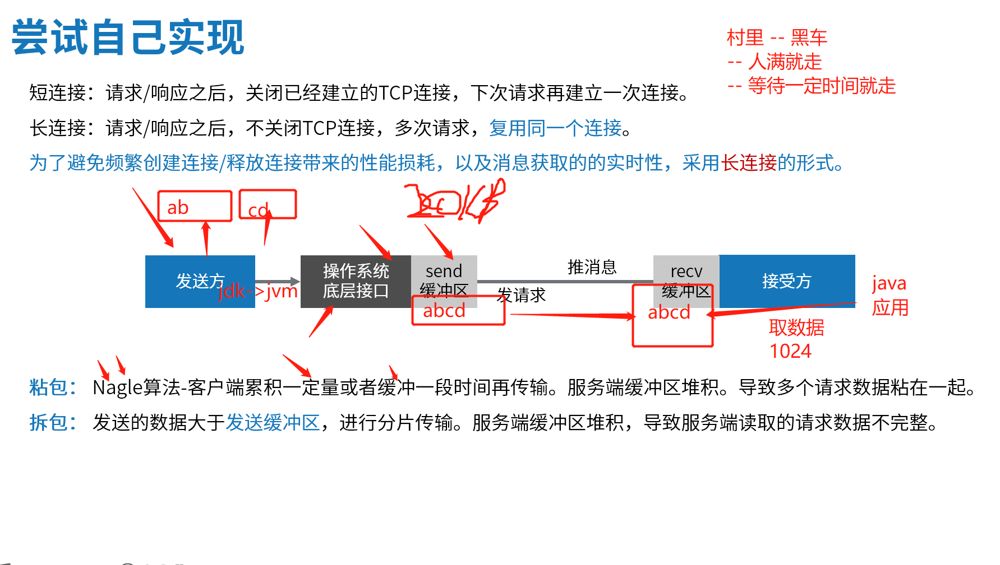 尝试自己实现
村里 -- 黑车
-- 人满就走
-- 等待一定时间就走
短连接：请求/响应之后，关闭已经建立的TCP连接，下次请求再建立一次连接。
长连接：请求/响应之后，不关闭TCP连接，多次请求，复用同一个连接。
为了避免频繁创建连接/释放连接带来的性能损耗，以及消息获取的的实时性，采用长连接的形式。
ab
cd
发送方
jdk->jvm
操作系统
底层接口
send
缓冲区
abcd
推消息
发请求
recv
缓冲区
abcd
接受方
java
应用
取数据
1024
粘包： Nagle算法-客户端累积一定量或者缓冲一段时间再传输。服务端缓冲区堆积。导致多个请求数据粘在一起。
拆包： 发送的数据大于发送缓冲区，进行分片传输。服务端缓冲区堆积，导致服务端读取的请求数据不完整。